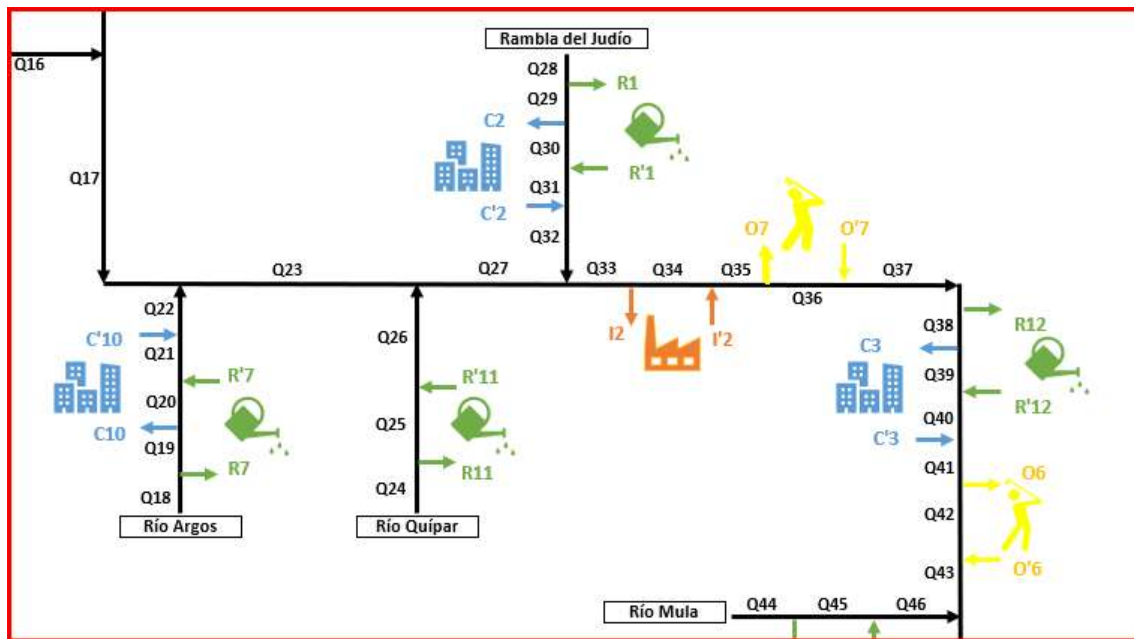 Q16
Rambla del Judío
Q28
R1
Q29
C2
Q30
R'1
Q17
Q31
C'2
Q32
O7
O'7
Q23
Q27
Q33
Q34
Q35
Q37
Q36
Q22
C'10
Q21
R'7
Q20
C10
Q19
R7
Q18
Río Argos
Q26
R'11
Q25
R11
Q24
Río Quípar
I2
I'2
Q38
R12
C3
Q39
R'12
Q40
C'3
Q41
O6
Q42
Q43
O'6
Río Mula
Q44
Q45
Q46